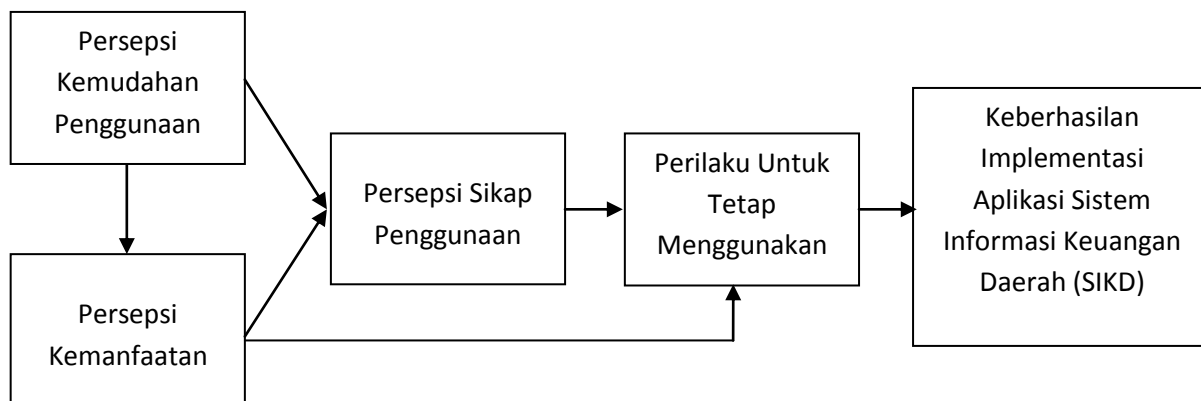 Persepsi
Kemudahan
Penggunaan
Persepsi
Kemanfaatan
Persepsi Sikap
Penggunaan
Perilaku Untuk
Tetap
Menggunakan
Keberhasilan
Implementasi
Aplikasi Sistem
Informasi Keuangan
Daerah (SIKD)